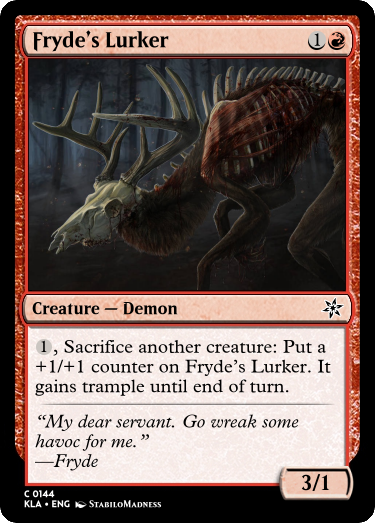 Fryde's Lurker 1
Creature — Demon
1, Sacrifice another creature: Put a
+1/+1 counter on Fryde's Lurker. It
gains trample until end of turn.
“My dear servant. Go wreak some
havoc for me.”
—Fryde
3/1
C 0144
KLA • ENG StabiloMadness